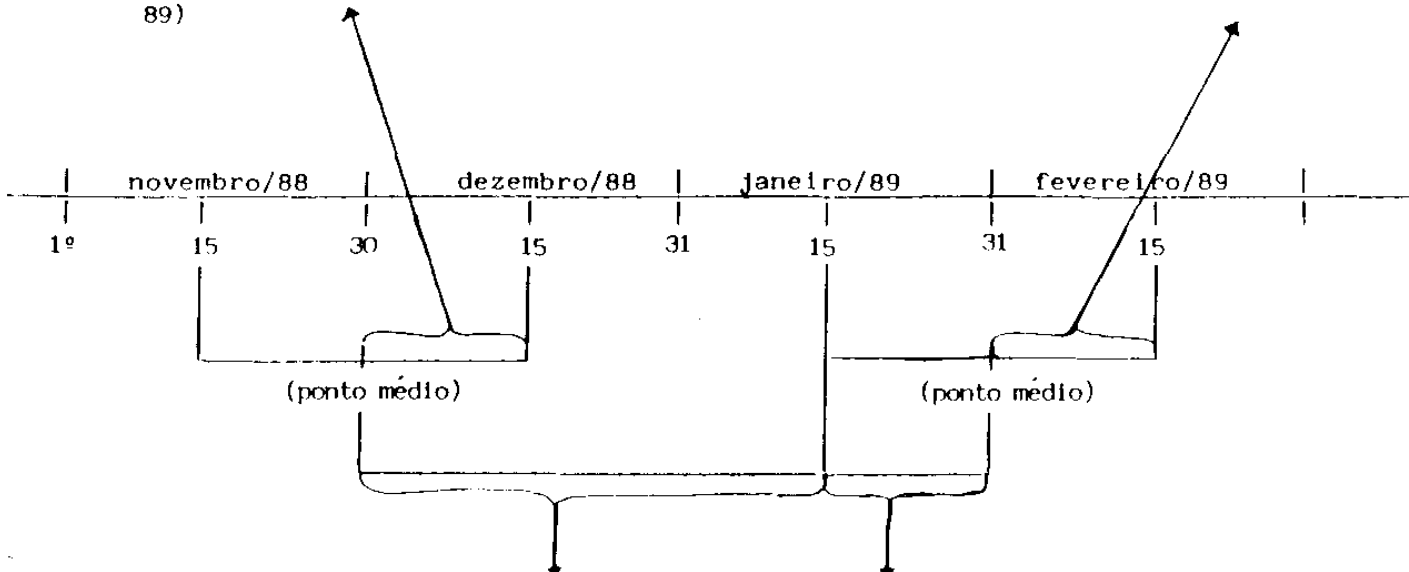 89)
novembro/88 dezembro/88 janeiro/89 fevereiro/89
1º 15 30 15 31 15 31 15
(ponto médio) (ponto médio)